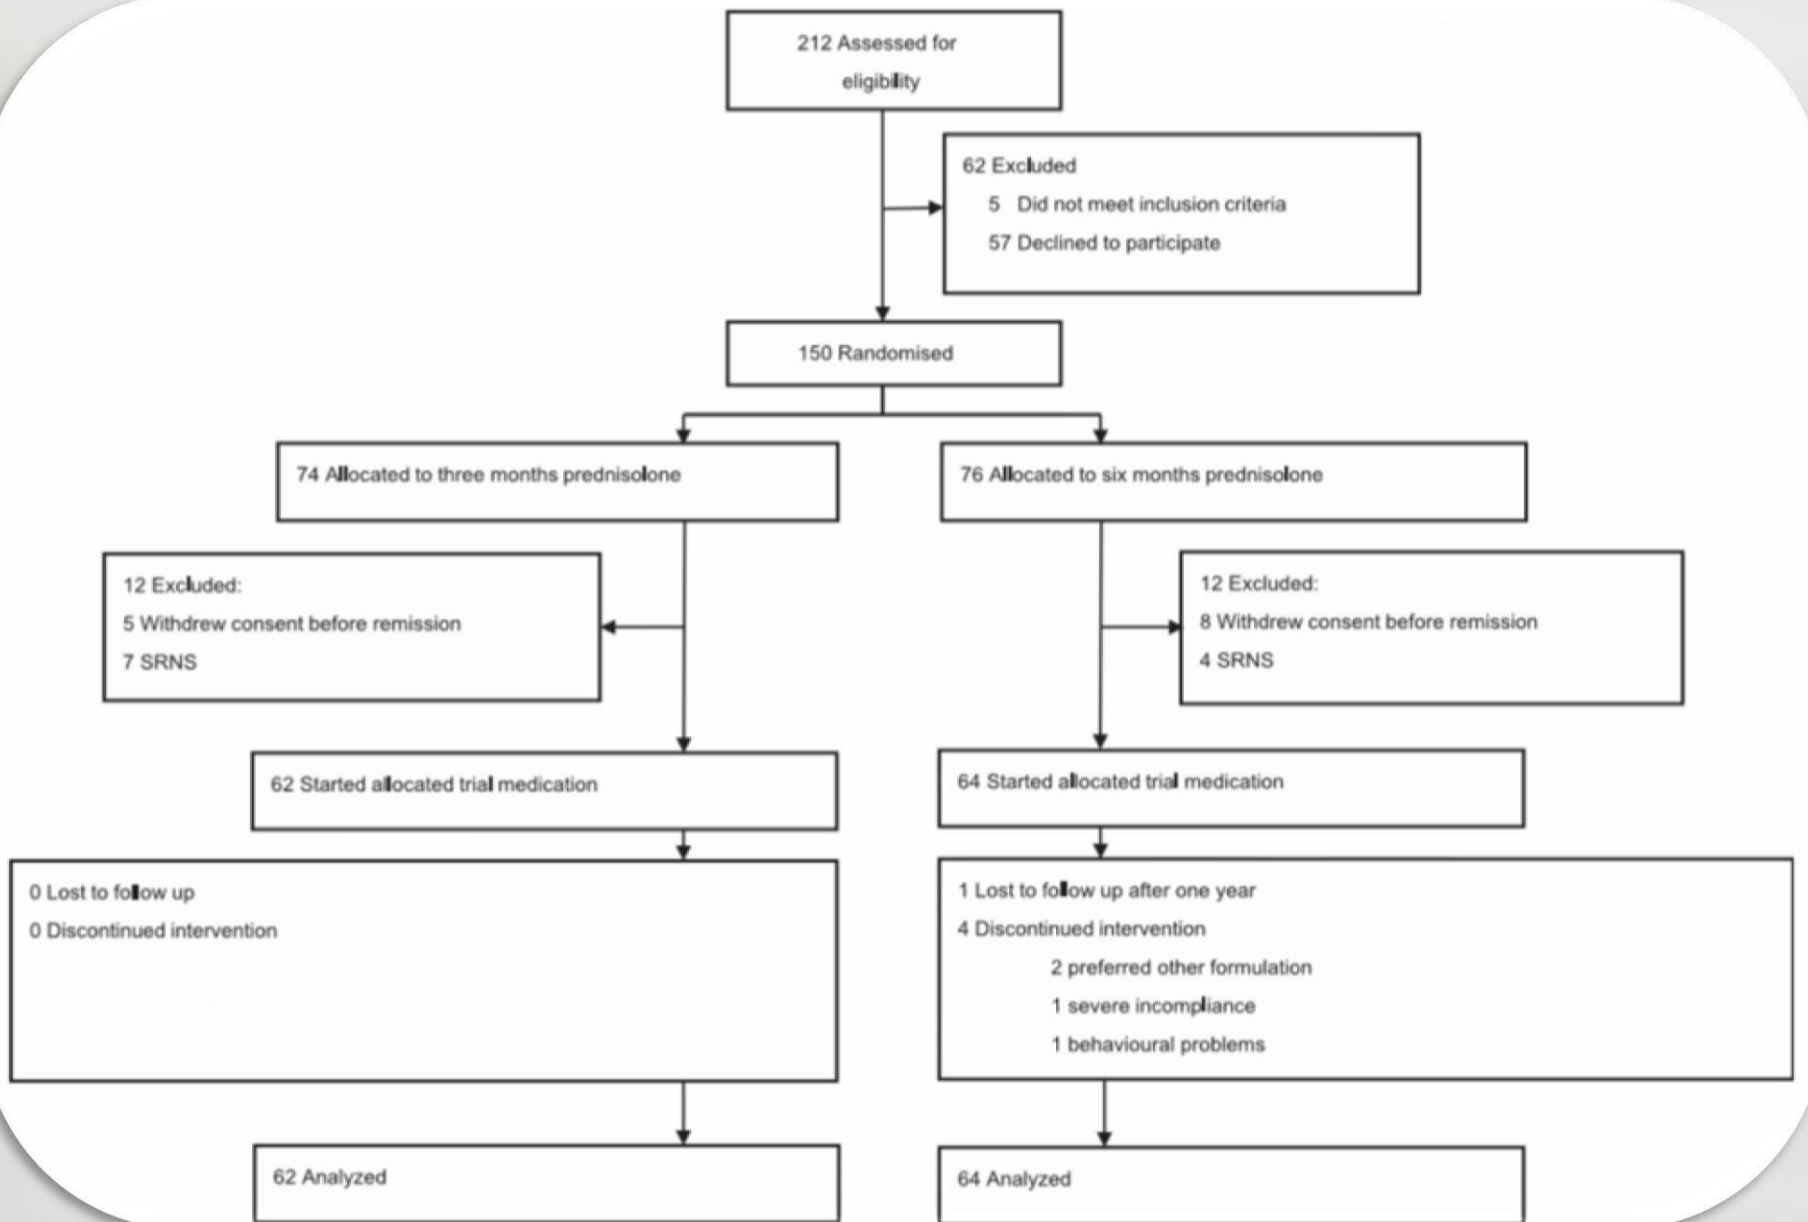 212 Assessed for
eligibility
62 Excluded
5 Did not meet inclusion criteria
57 Declined to participate
150 Randomised
74 Allocated to three months prednisolone
76 Allocated to six months prednisolone
12 Excluded:
5 Withdrew consent before remission
7 SRNS
12 Excluded:
8 Withdrew consent before remission
4 SRNS
62 Started allocated trial medication
64 Started allocated trial medication
0 Lost to follow up
0 Discontinued intervention
1 Lost to follow up after one year
4 Discontinued intervention
2 preferred other formulation
1 severe incompliance
1 behavioural problems
62 Analyzed
64 Analyzed